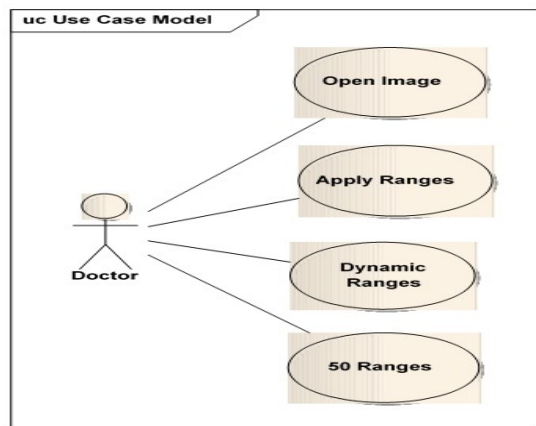 uc Use Case Model
Open Image
Apply Ranges
Doctor
Dynamic
Ranges
50 Ranges